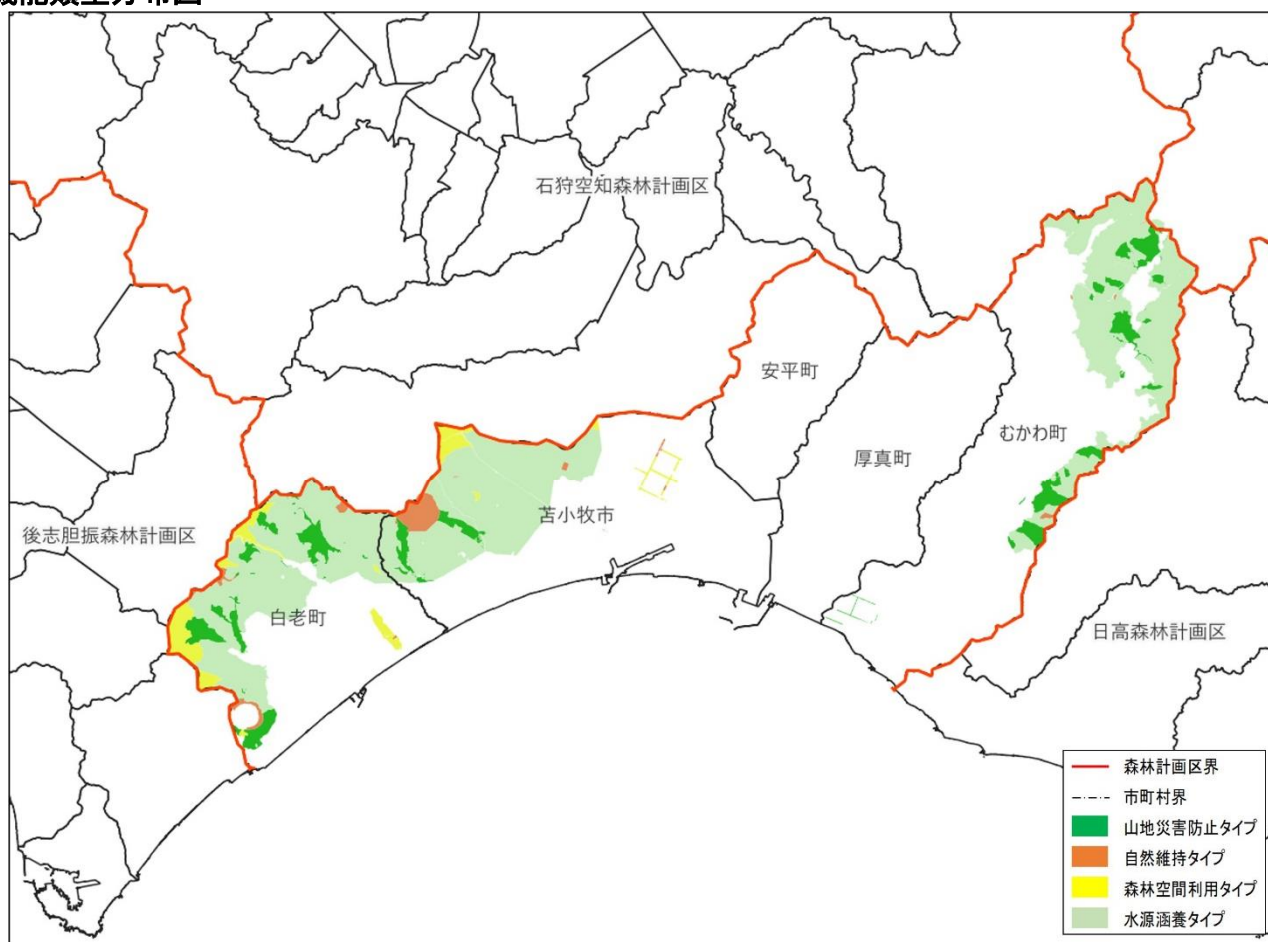 機能類型分布図
石狩空知森林計画区
安平町
厚真町
むかわ町
苫小牧市
後志胆振森林計画区
白老町
日高森林計画区
森林計画区界
市町村界
山地災害防止タイプ
自然維持タイプ
森林空間利用タイプ
水源涵養タイプ